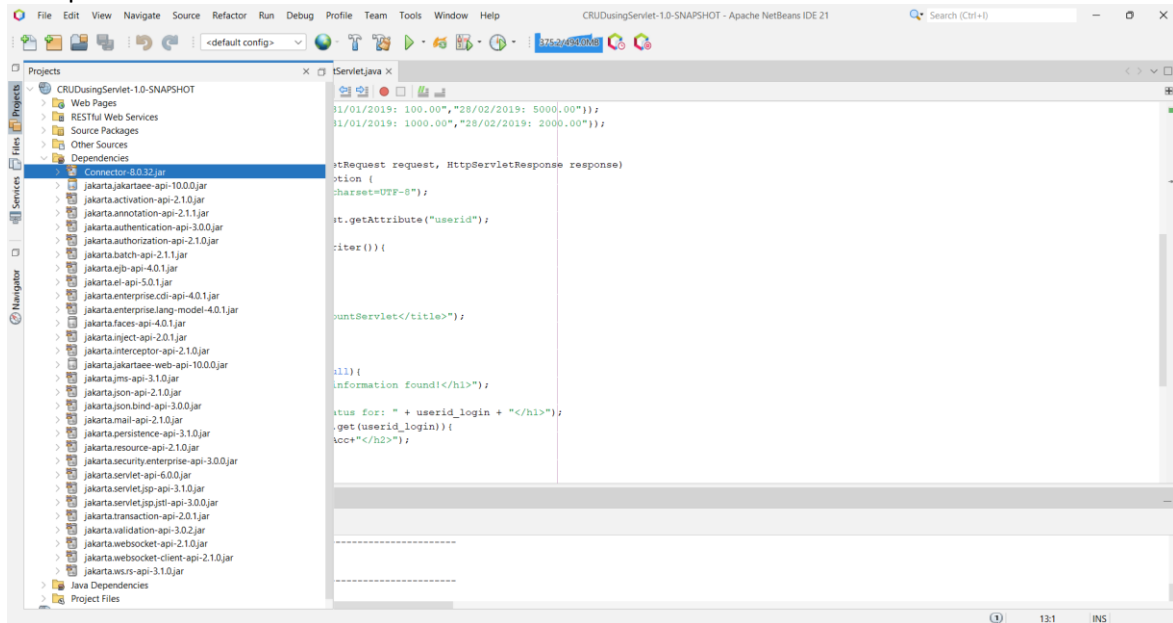 File Edit View Navigate Source Refactor Run Debug Profile Team Tools Window Help
CRUDusingServlet-1.0-SNAPSHOT - Apache NetBeans IDE 21
Search (Ctrl+I)
<default config>
375.2/494.0MB
Projects
tServlet.java
Projects
Files
Services
Navigator
CRUDusingServlet-1.0-SNAPSHOT
Web Pages
RESTful Web Services
Source Packages
Other Sources
Dependencies
Connector-8.0.32.jar
jakarta.jakartaee-api-10.0.0.jar
jakarta.activation-api-2.1.0.jar
jakarta.annotation-api-2.1.1.jar
jakarta.authentication-api-3.0.0.jar
jakarta.authorization-api-2.1.0.jar
jakarta.batch-api-2.1.1.jar
jakarta.ejb-api-4.0.1.jar
jakarta.el-api-5.0.1.jar
jakarta.enterprise.cdi-api-4.0.1.jar
jakarta.enterprise.lang-model-4.0.1.jar
jakarta.faces-api-4.0.1.jar
jakarta.inject-api-2.0.1.jar
jakarta.interceptor-api-2.1.0.jar
jakarta.jakartaee-web-api-10.0.0.jar
jakarta.jms-api-3.1.0.jar
jakarta.json-api-2.1.0.jar
jakarta.json.bind-api-3.0.0.jar
jakarta.mail-api-2.1.0.jar
jakarta.persistence-api-3.1.0.jar
jakarta.resource-api-2.1.0.jar
jakarta.security.enterprise-api-3.0.0.jar
jakarta.servlet-api-6.0.0.jar
jakarta.servlet.jsp-api-3.1.0.jar
jakarta.servlet.jsp.jstl-api-3.0.0.jar
jakarta.transaction-api-2.0.1.jar
jakarta.validation-api-3.0.2.jar
jakarta.websocket-api-2.1.0.jar
jakarta.websocket-client-api-2.1.0.jar
jakarta.ws.rs-api-3.1.0.jar
Java Dependencies
Project Files
31/01/2019: 100.00","28/02/2019: 5000.00"));
31/01/2019: 1000.00","28/02/2019: 2000.00"));
etRequest request, HttpServletResponse response)
ption {
charset=UTF-8");
st.getAttribute("userid");
riter()){
ountServlet</title>");
ull){
information found!</h1>");
atus for: " + userid_login + "</h1>");
.get(userid_login)){
Acc+"</h2>");
------------------------
------------------------
1
13:1
INS